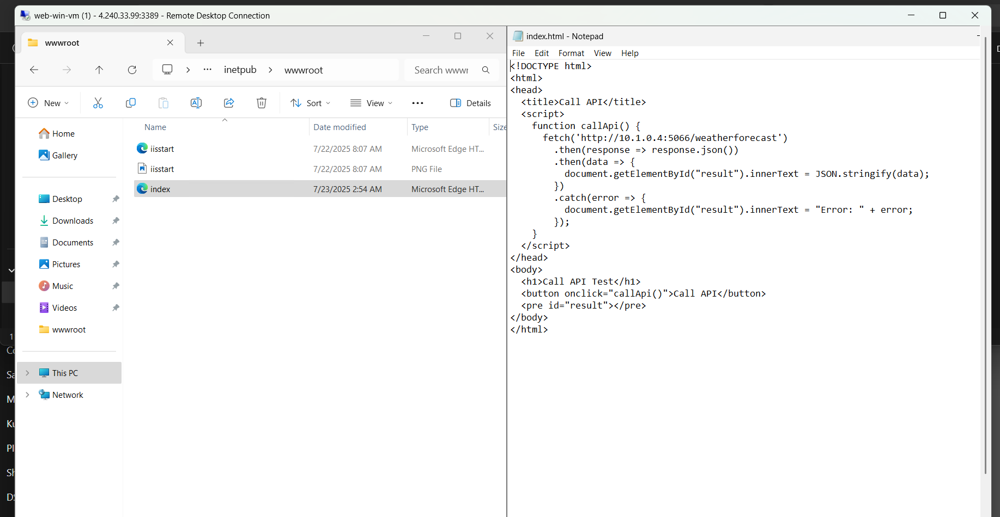 web-win-vm (1) - 4.240.33.99:3389 - Remote Desktop Connection
wwwroot
inetpub
wwwroot
Search wwwr
New
Sort
View
Details
Name
Date modified
Type
Size
Home
Gallery
Desktop
Downloads
Documents
Pictures
Music
Videos
wwwroot
This PC
Network
iisstart 7/22/2025 8:07 AM Microsoft Edge HT...
iisstart 7/22/2025 8:07 AM PNG File
index 7/23/2025 2:54 AM Microsoft Edge HT...
index.html - Notepad
File Edit Format View Help
<!DOCTYPE html>
<html>
<head>
  <title>Call API</title>
  <script>
    function callApi() {
      fetch('http://10.1.0.4:5066/weatherforecast')
        .then(response => response.json())
        .then(data => {
          document.getElementById("result").innerText = JSON.stringify(data);
        })
        .catch(error => {
          document.getElementById("result").innerText = "Error: " + error;
        });
    }
  </script>
</head>
<body>
  <h1>Call API Test</h1>
  <button onclick="callApi()">Call API</button>
  <pre id="result"></pre>
</body>
</html>